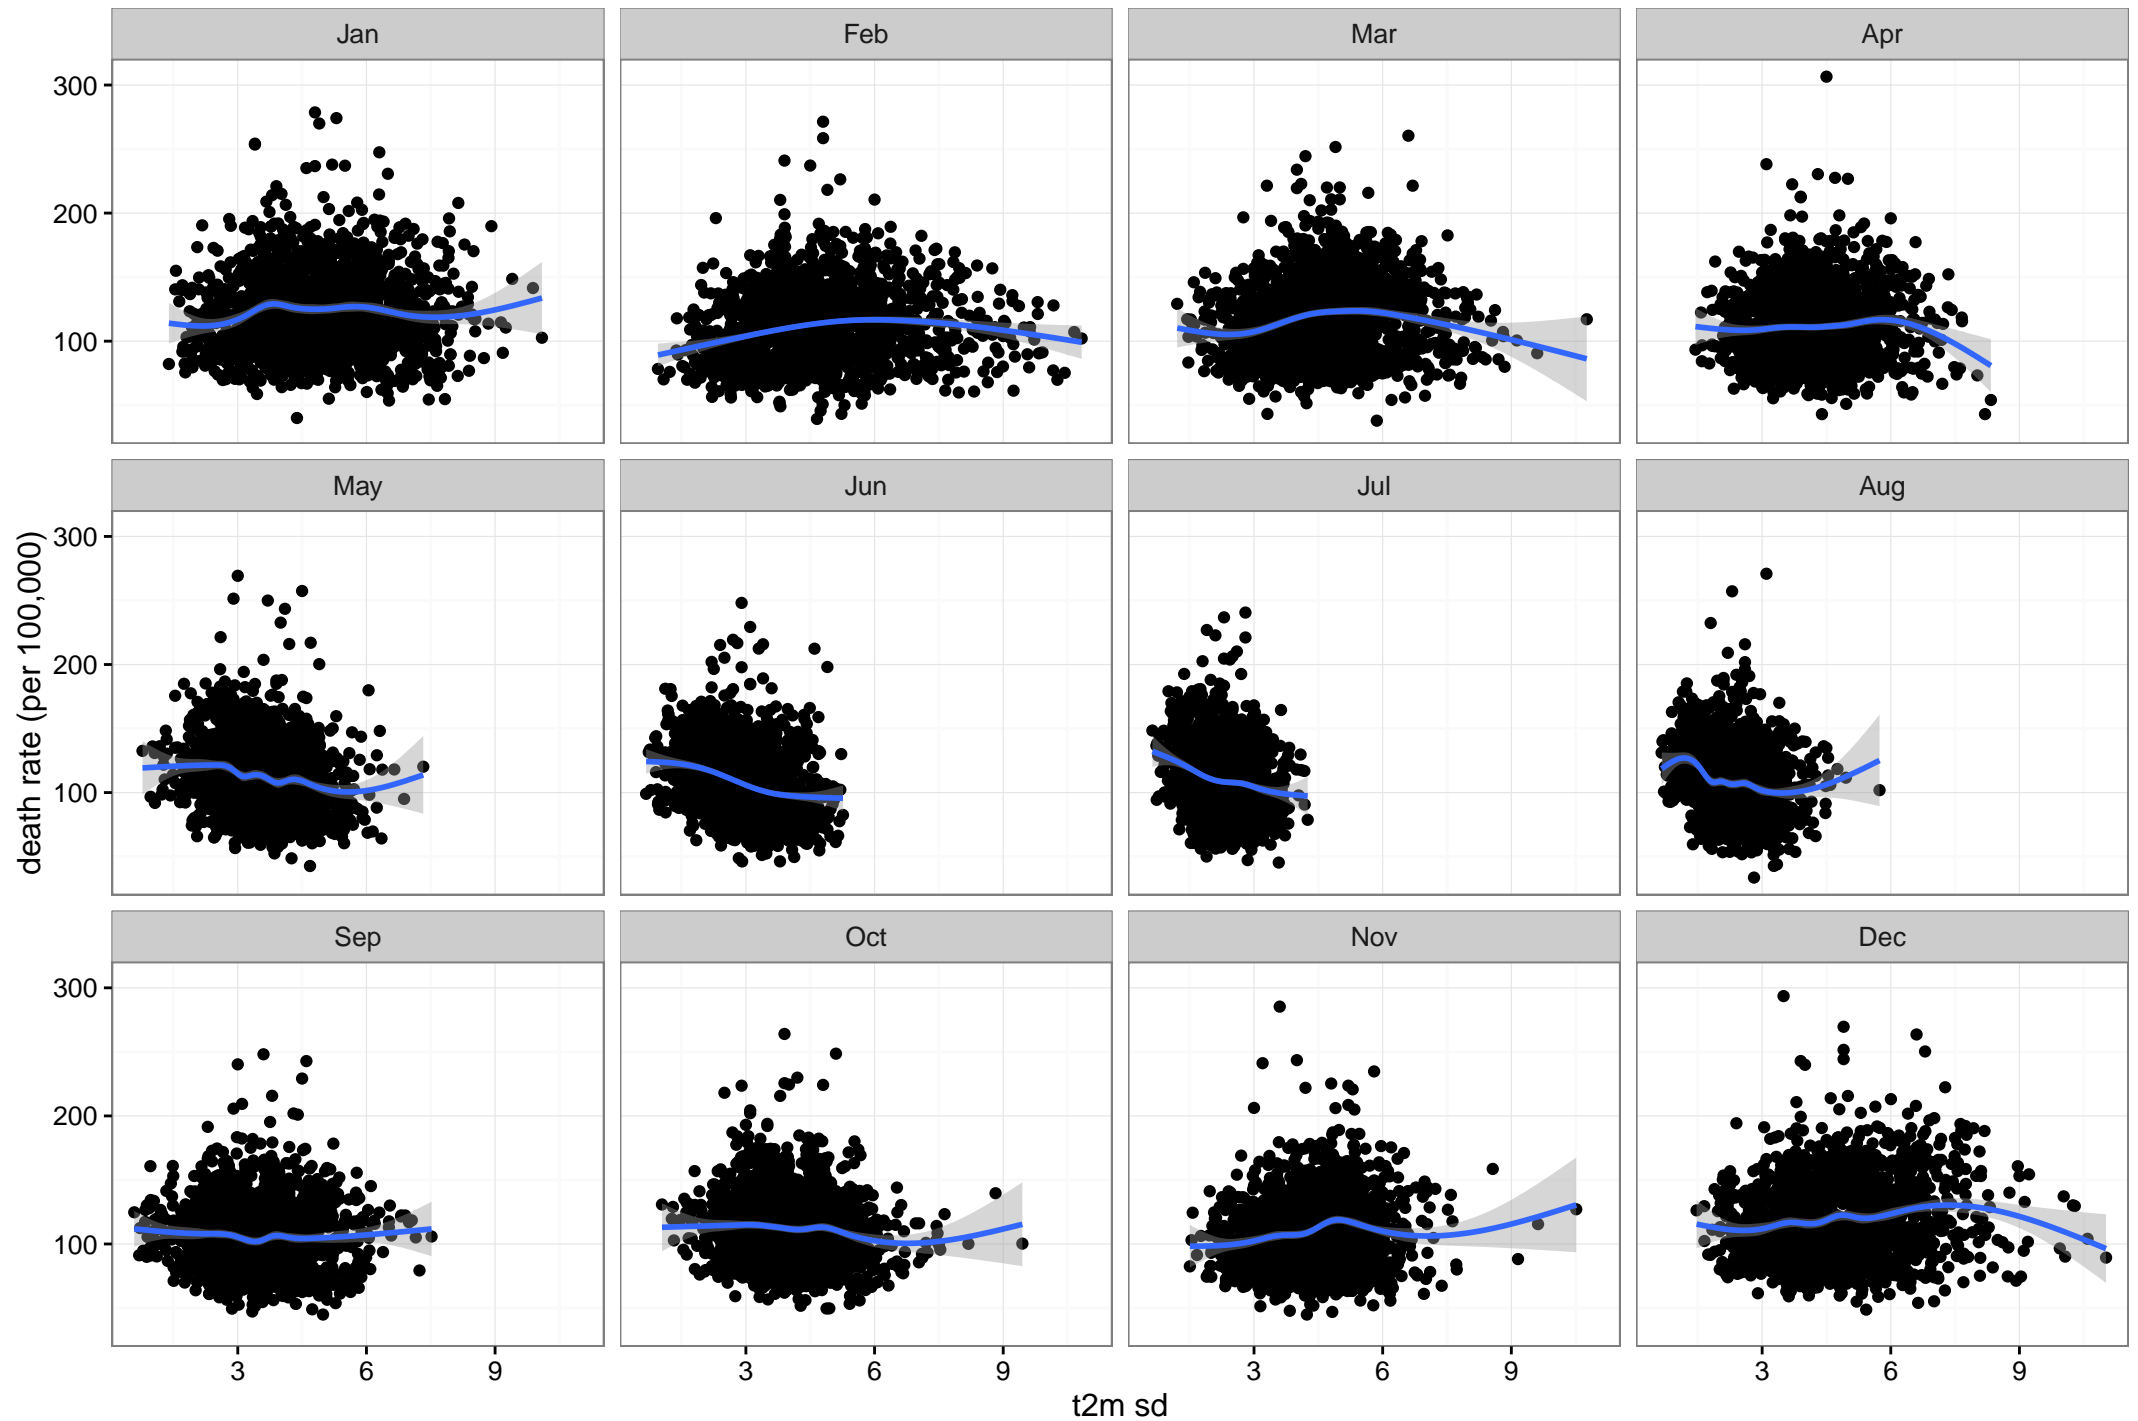 Jan Feb Mar Apr
300
200
100
May Jun Jul Aug
300
200
100
death rate (per 100,000)
Sep Oct Nov Dec
300
200
100
3 6 9 3 6 9 3 6 9 3 6 9
t2m sd